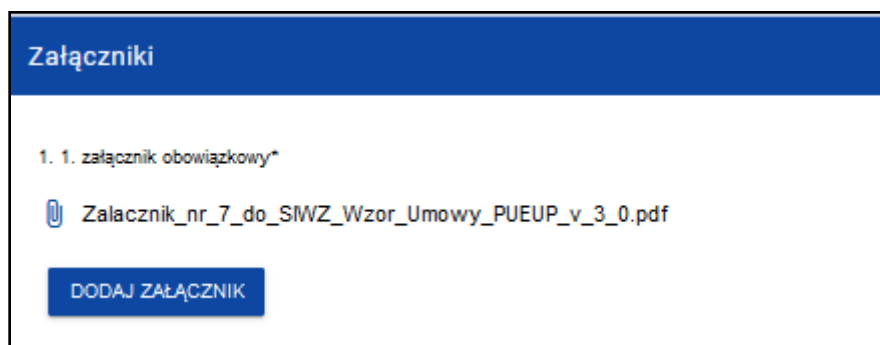 Załączniki
1. 1. załącznik obowiązkowy*
Zalacznik_nr_7_do_SIWZ_Wzor_Umowy_PUEUP_v_3_0.pdf
DODAJ ZAŁĄCZNIK